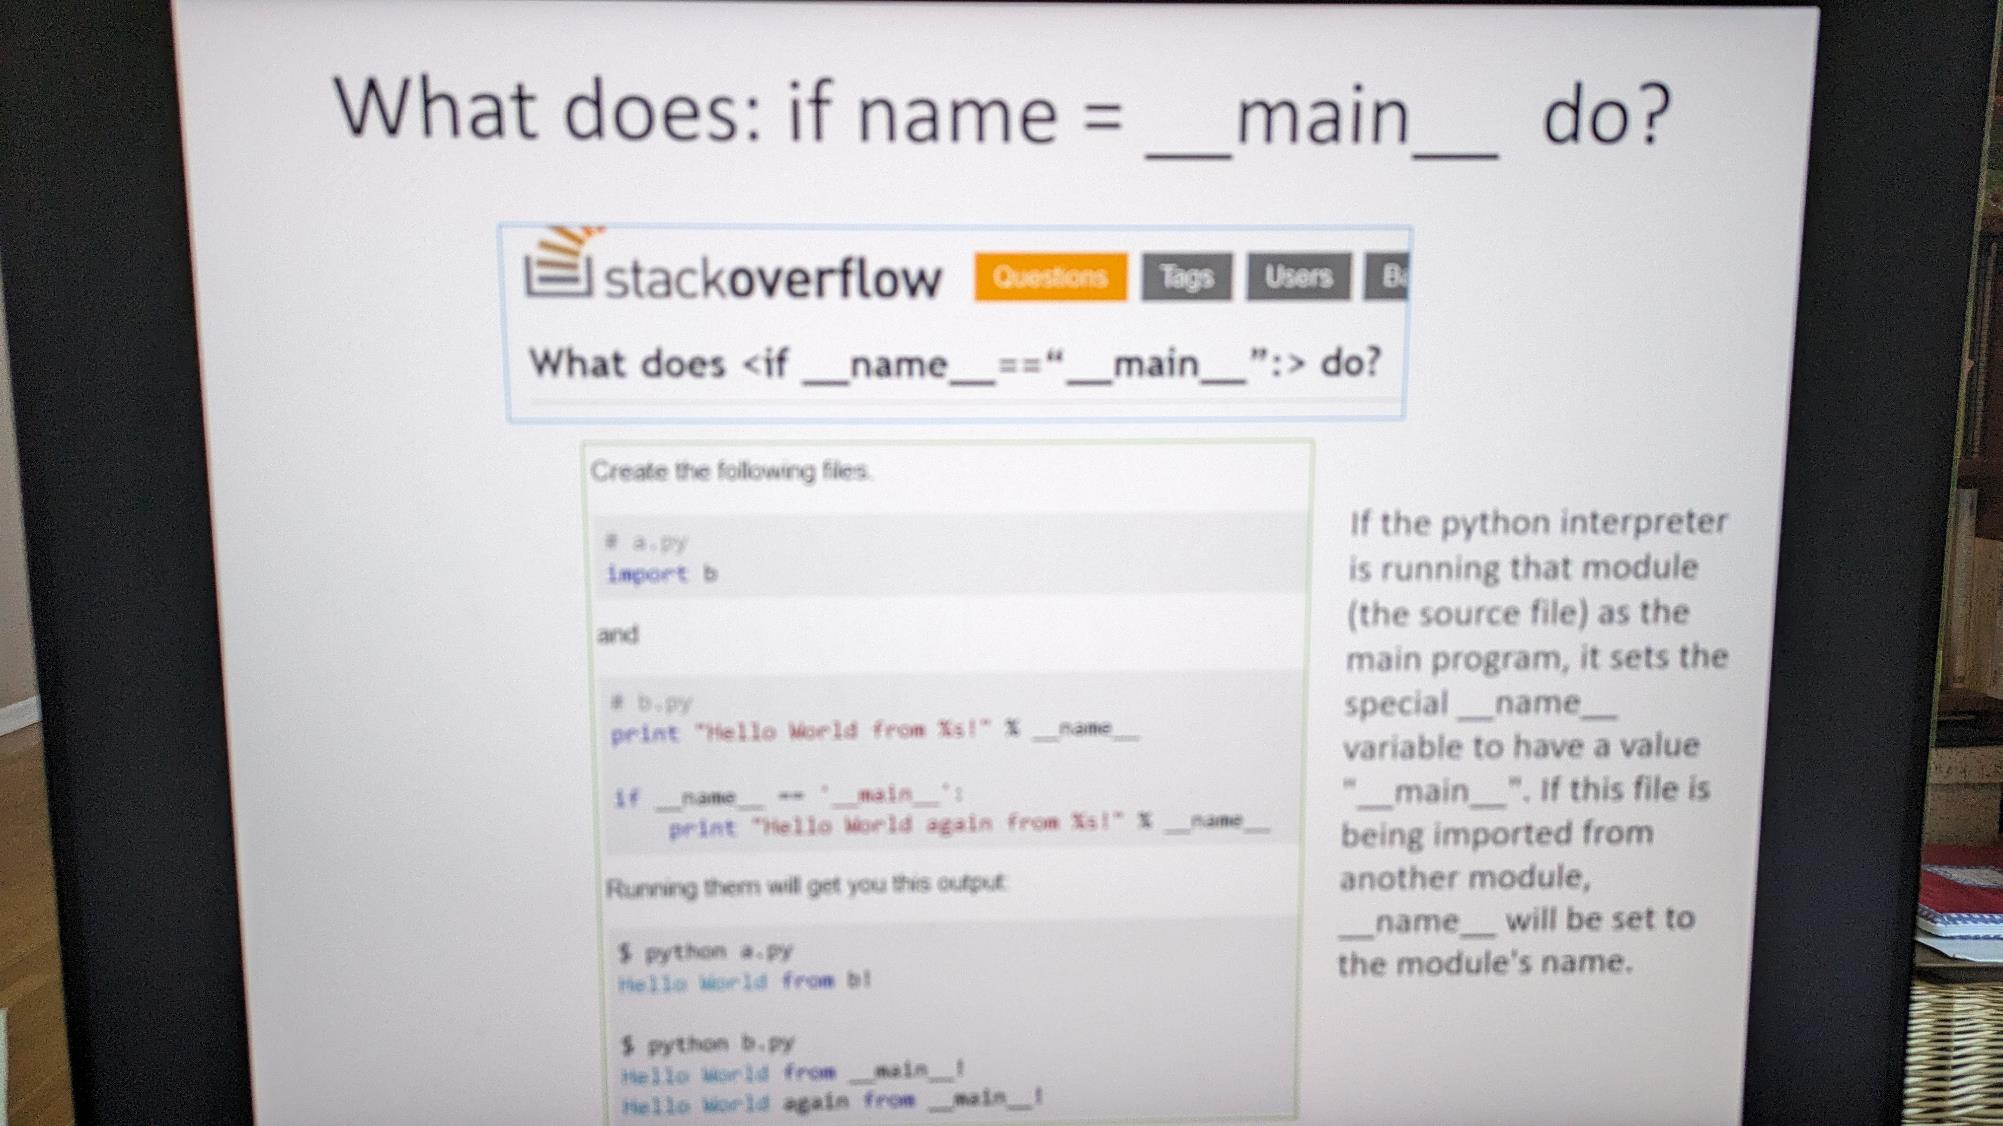 What does: if name = __main__ do?
stackoverflow Questions Tags Users
What does <if __name__==“__main__”:> do?
Create the following files.
# a.py
import b
and
# b.py
print "Hello World from %s!" % __name__
if __name__ == '__main__':
print "Hello World again from %s!" % __name__
Running them will get you this output:
$ python a.py
Hello World from b!
$ python b.py
Hello World from __main__!
Hello World again from __main__!
If the python interpreter
is running that module
(the source file) as the
main program, it sets the
special __name__
variable to have a value
"__main__". If this file is
being imported from
another module,
__name__ will be set to
the module's name.